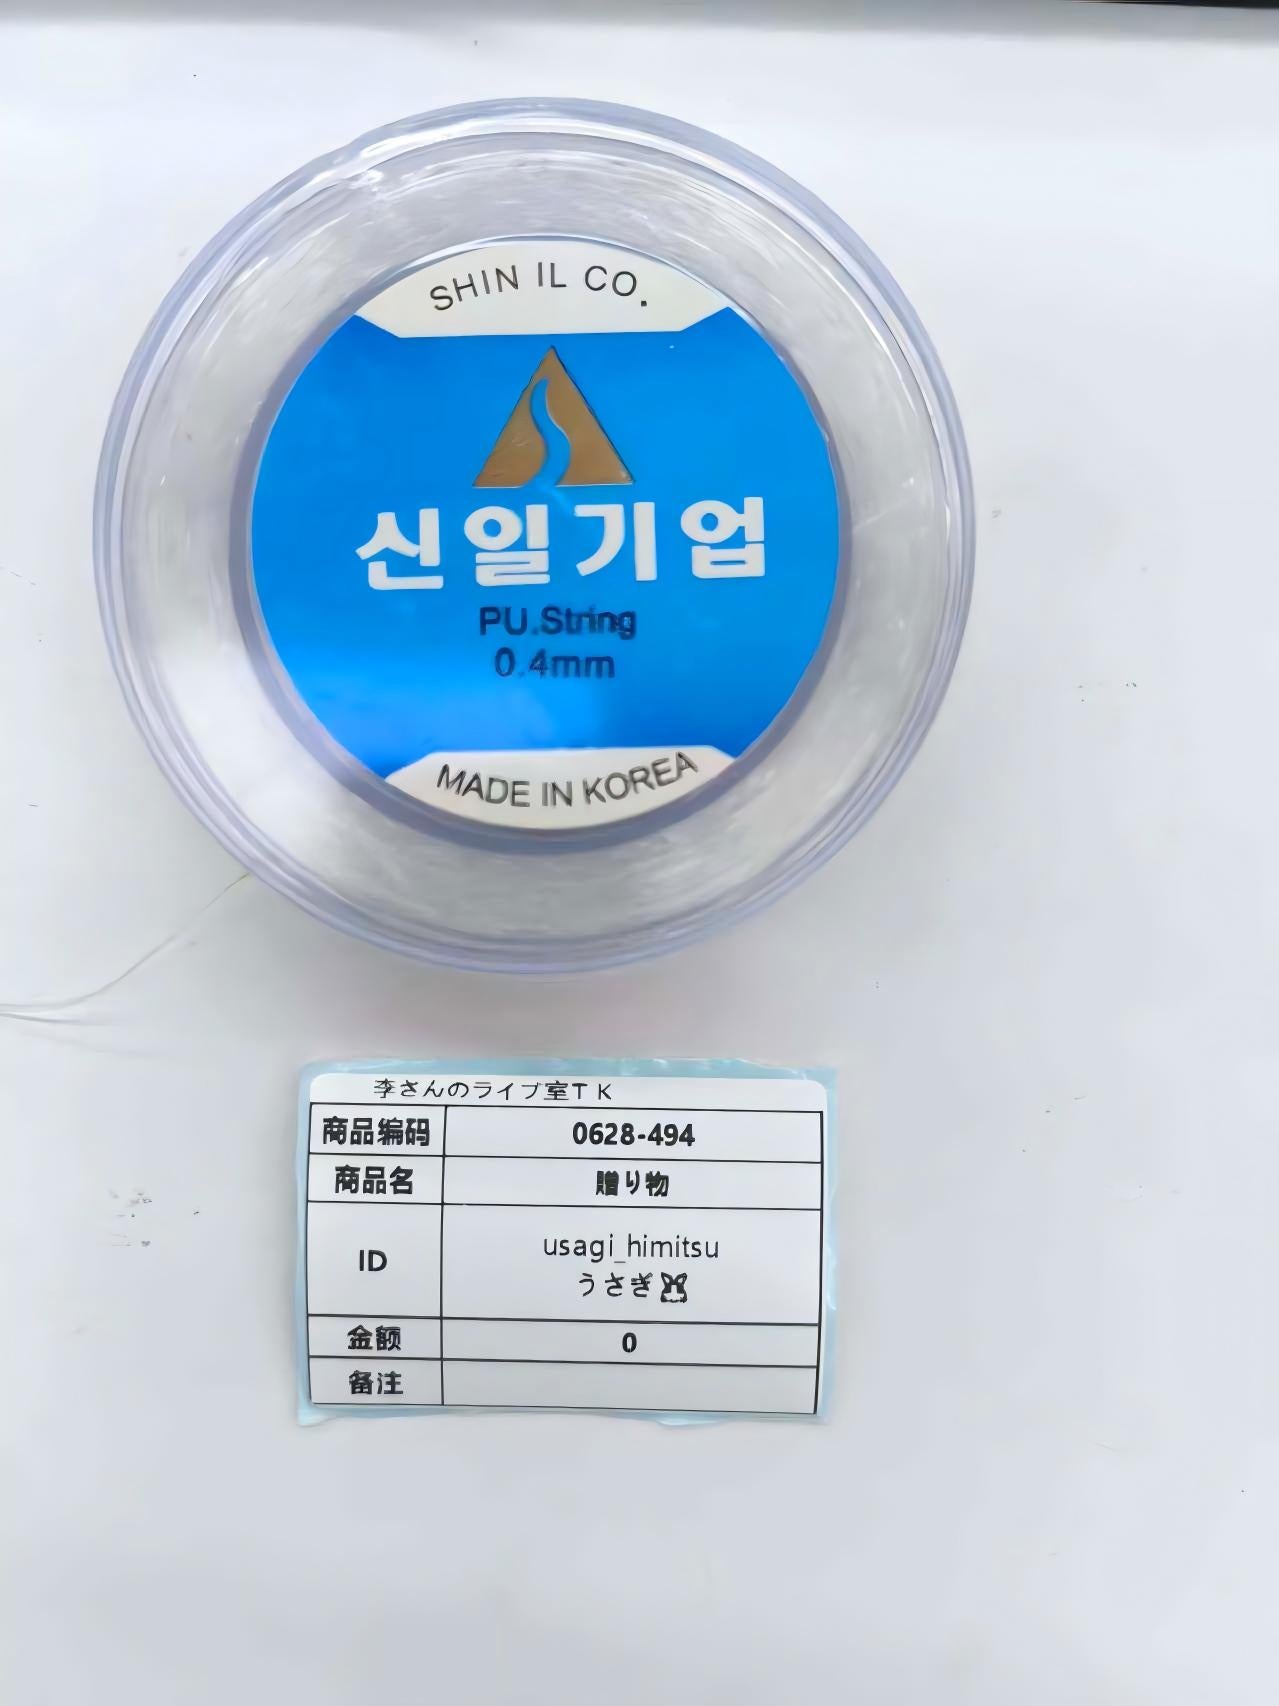 SHIN IL CO.
신일기업
PU.String
0.4mm
MADE IN KOREA
李さんのライブ室TK
商品编码 0628-494
商品名 贈り物
ID usagi_himitsu
うさぎ🐰
金额 0
备注